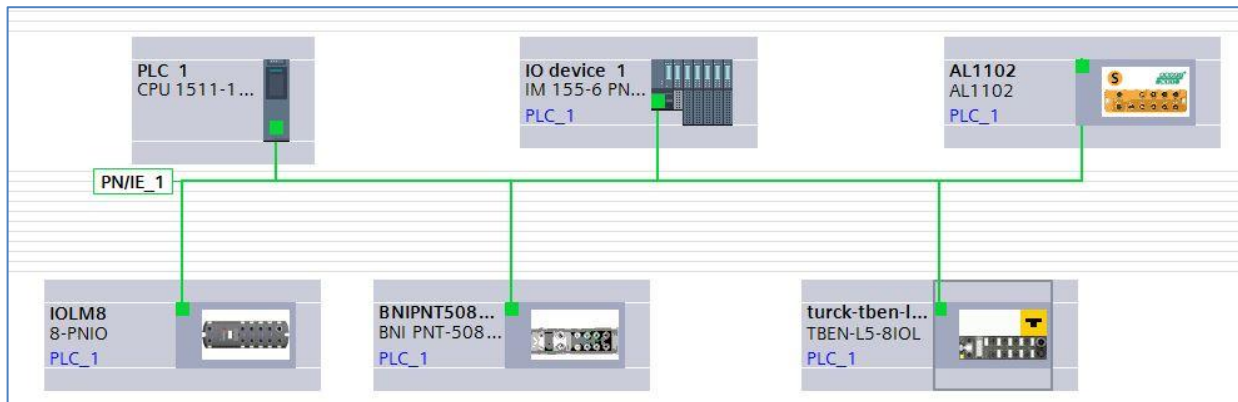 PLC_1
CPU 1511-1...
IO device_1
IM 155-6 PN...
PLC_1
AL1102
AL1102
PLC_1
PN/IE_1
IOLM8
8-PNIO
PLC_1
BNIPNT508...
BNI PNT-508...
PLC_1
turck-tben-l...
TBEN-L5-8IOL
PLC_1